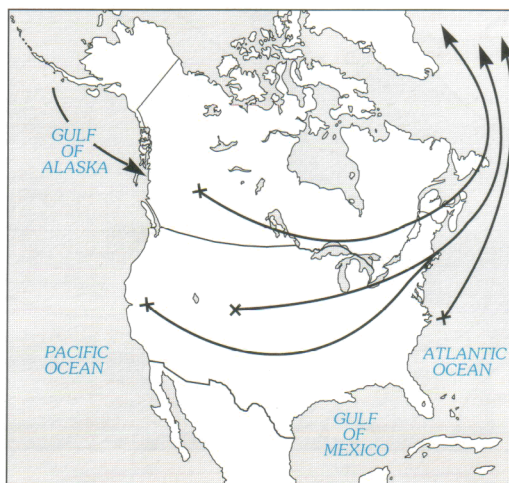 GULF
OF
ALASKA
PACIFIC
OCEAN
ATLANTIC
OCEAN
GULF
OF
MEXICO